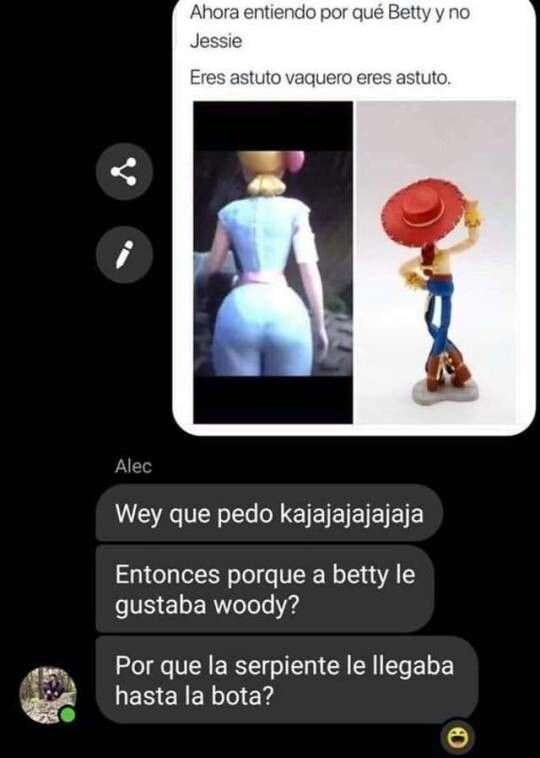 Ahora entiendo por qué Betty y no
Jessie
Eres astuto vaquero eres astuto.
Alec
Wey que pedo kajajajajajaja
Entonces porque a betty le
gustaba woody?
Por que la serpiente le llegaba
hasta la bota?